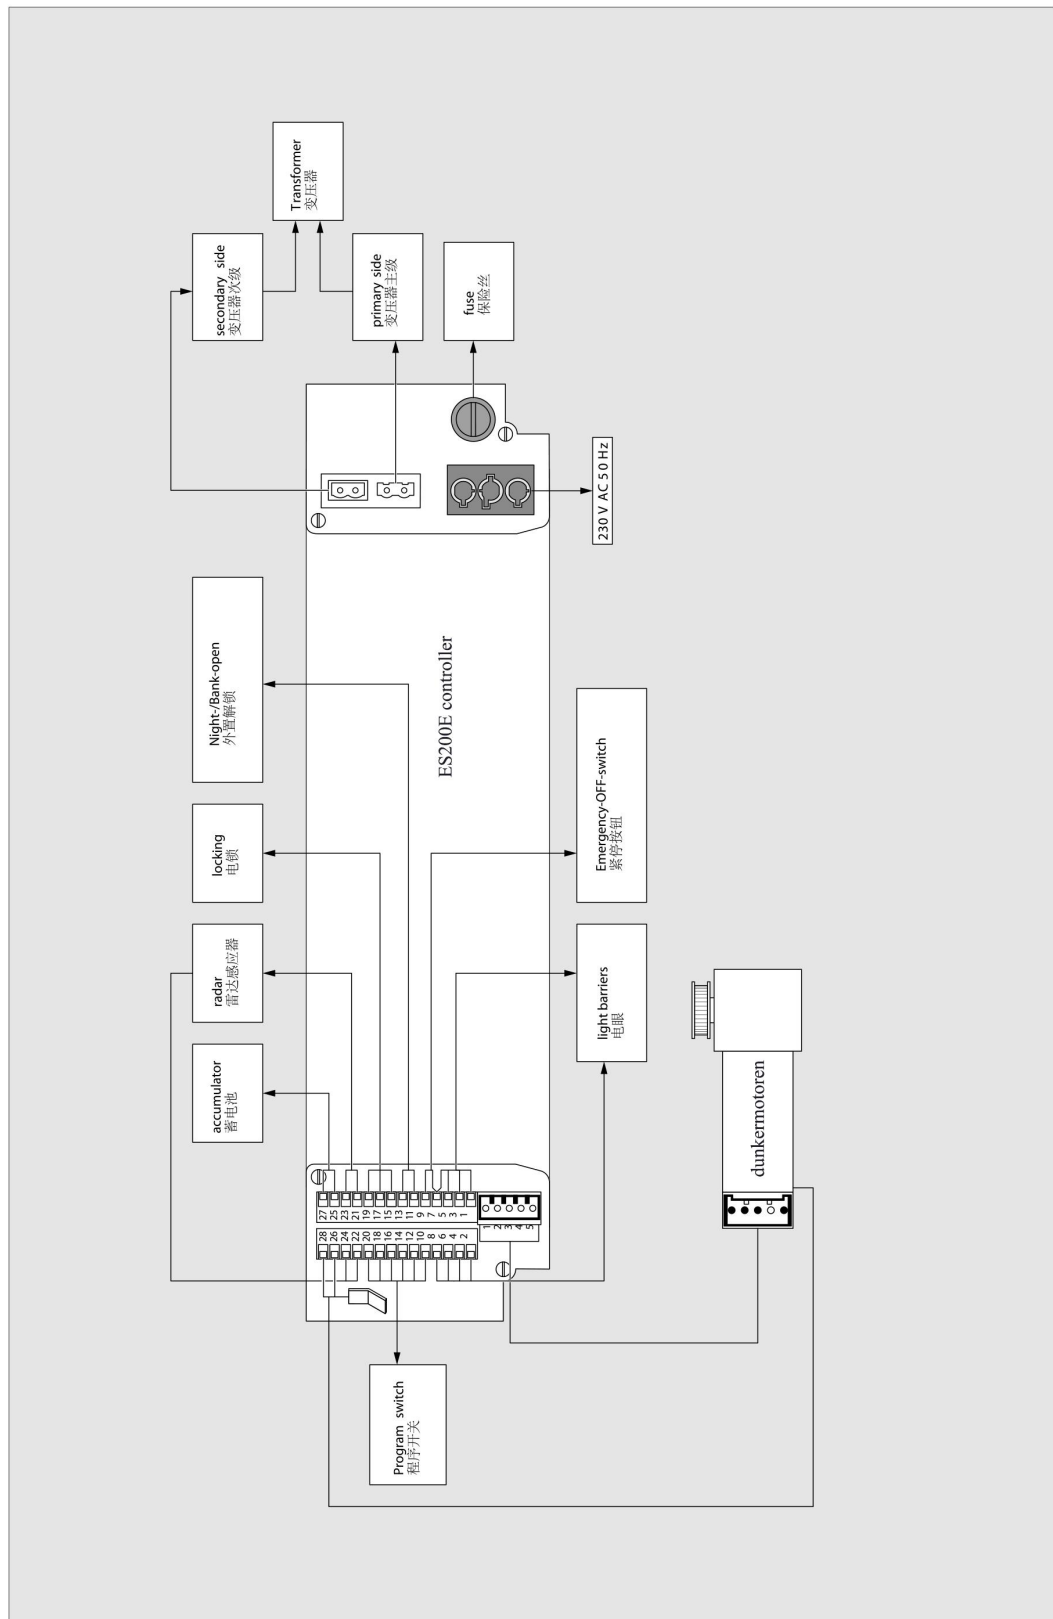 accumulator
蓄电池
radar
雷达感应器
locking
电锁
Night-/Bank-open
外置解锁
secondary side
变压器次级
Transformer
变压器
primary side
变压器主级
fuse
保险丝
230 V AC 50 Hz
Program switch
程序开关
28 27
26 25
24 23
22 21
20 19
18 17
16 15
14 13
12 11
10 9
8 7
6 5
4 3
2 1
1
2
3
4
5
ES200E controller
light barriers
电眼
Emergency-OFF-switch
紧停按钮
dunkermotoren